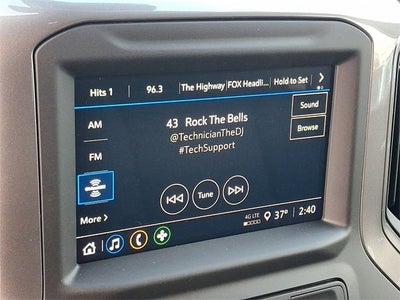 Hits 1 96.3 The Highway FOX Headli... Hold to Set
AM
43 Rock The Bells
Sound
@TechnicianTheDJ
Browse
FM
#TechSupport
Tune
More >
4G LTE
37° 2:40